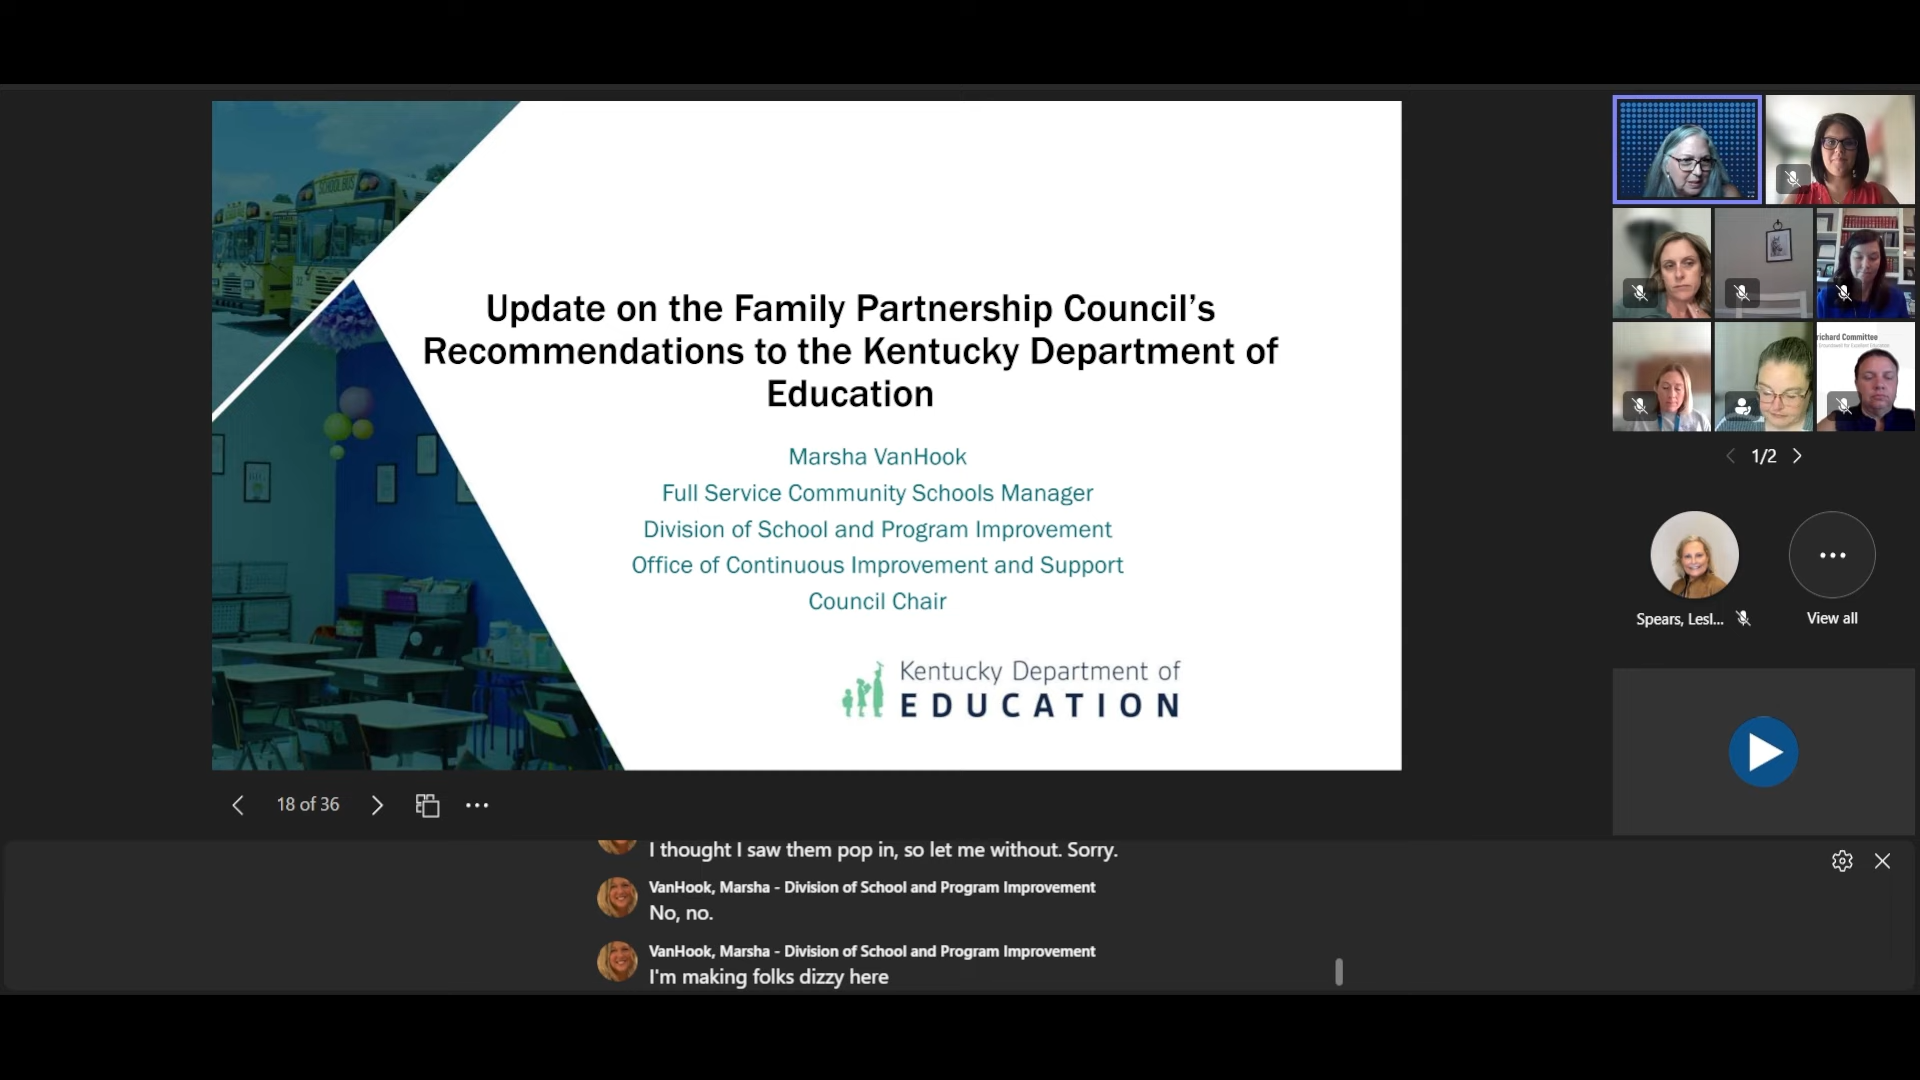 SCHOOL BUS
Update on the Family Partnership Council’s
Recommendations to the Kentucky Department of
Education
Marsha VanHook
Full Service Community Schools Manager
Division of School and Program Improvement
Office of Continuous Improvement and Support
Council Chair
Kentucky Department of
EDUCATION
18 of 36
richard Committee
1/2
Spears, Lesl...
View all
I thought I saw them pop in, so let me without. Sorry.
VanHook, Marsha - Division of School and Program Improvement
No, no.
VanHook, Marsha - Division of School and Program Improvement
I'm making folks dizzy here